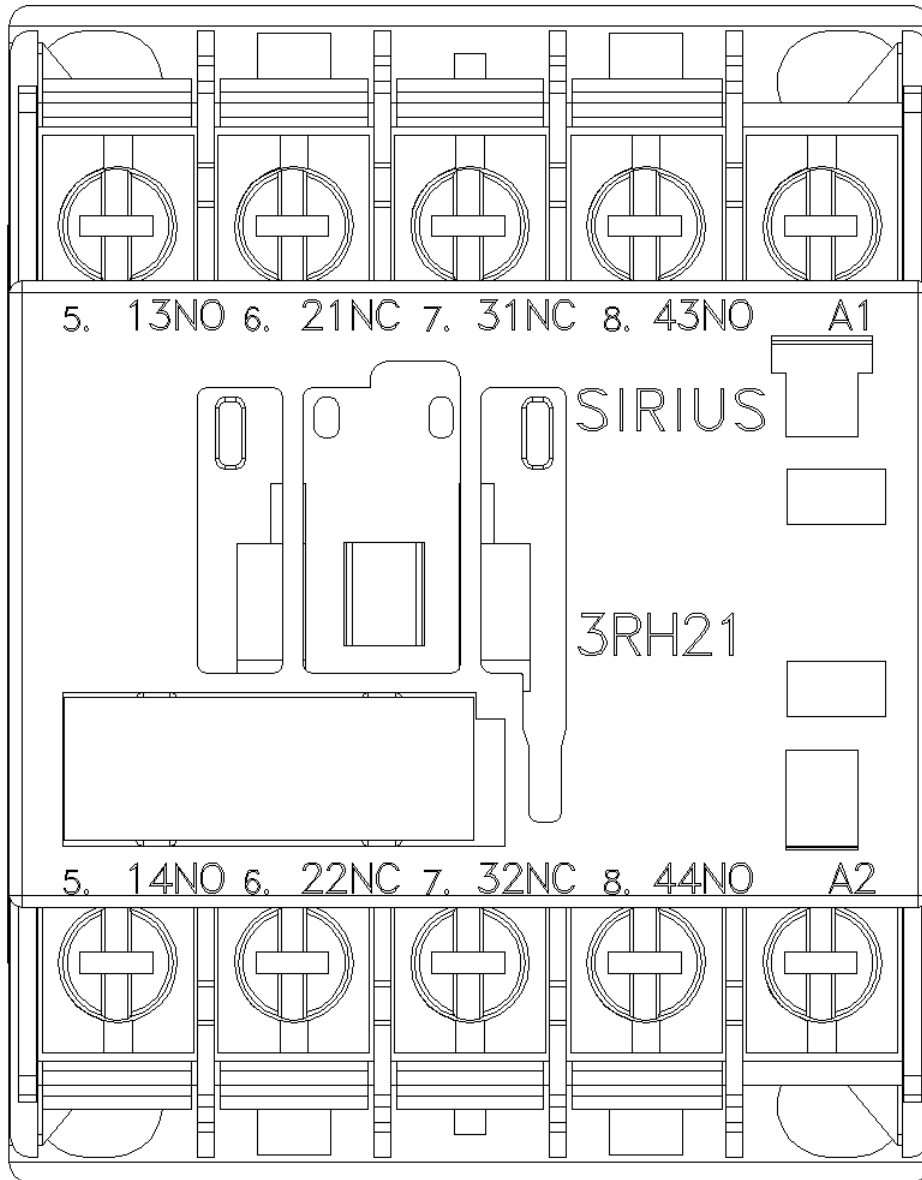 5. 13NO 6. 21NC 7. 31NC 8. 43NO A1
SIRIUS
3RH21
5. 14NO 6. 22NC 7. 32NC 8. 44NO A2